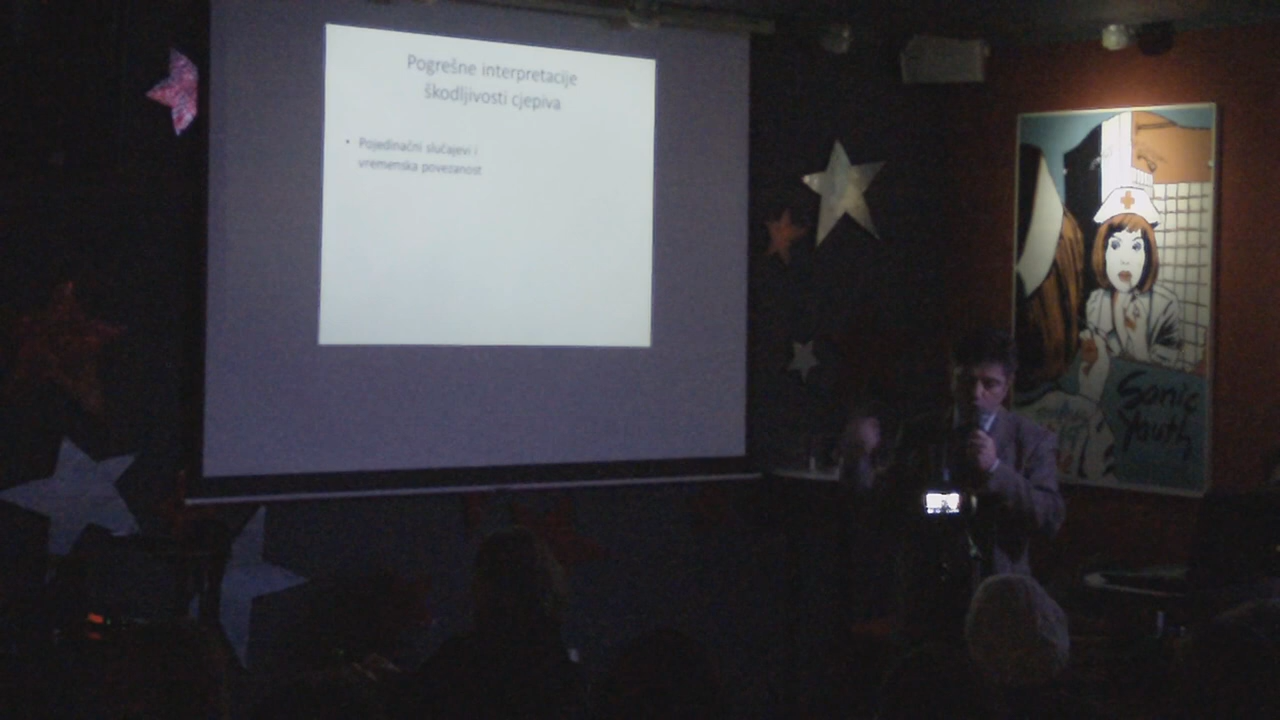 Pogrešne interpretacije
škodljivosti cjepiva
• Pojedinačni slučajevi i
vremenska povezanost
Sonic
Youth